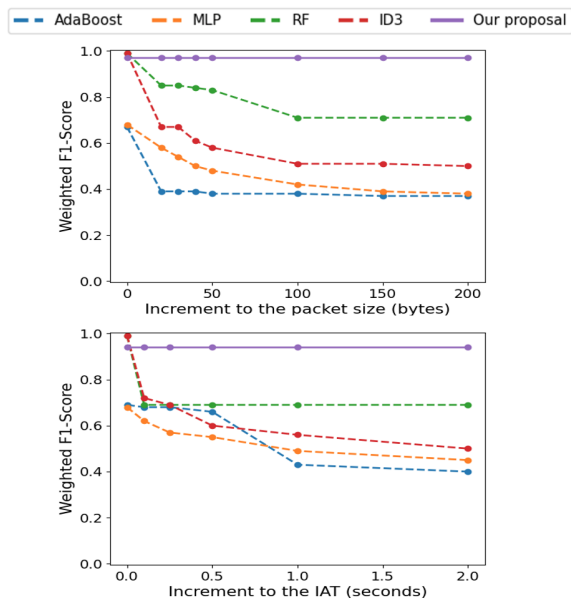 AdaBoost MLP RF ID3 Our proposal
1.0
0.8
0.6
0.4
0.2
0.0
Weighted F1-Score
0 50 100 150 200
Increment to the packet size (bytes)
1.0
0.8
0.6
0.4
0.2
0.0
Weighted F1-Score
0.0 0.5 1.0 1.5 2.0
Increment to the IAT (seconds)